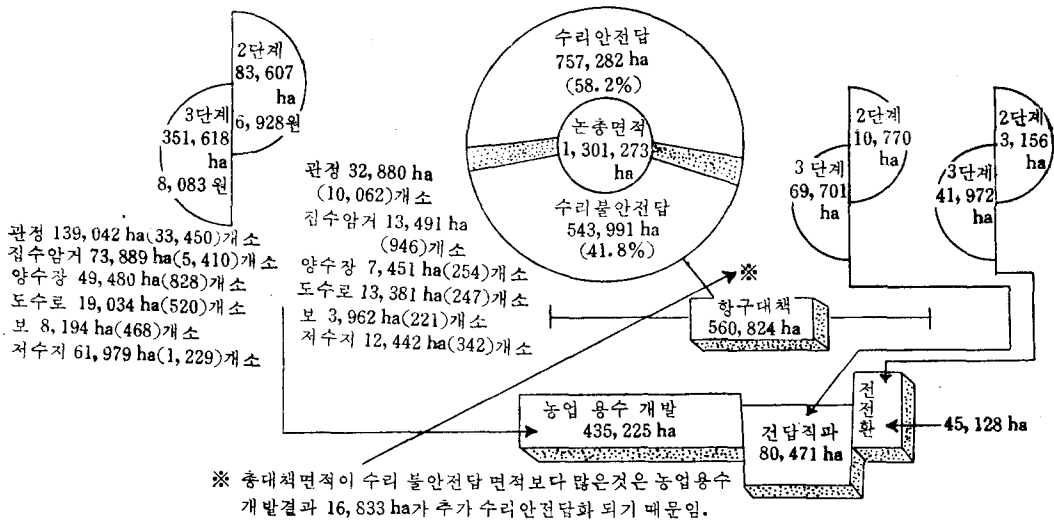 2단계
83,607
ha
6,928원
3단계
351,618
ha
8,083원
관정 139,042 ha(33,450)개소
집수암거 73,889 ha(5,410)개소
양수장 49,480 ha(828)개소
도수로 19,034 ha(520)개소
보 8,194 ha(468)개소
저수지 61,979 ha(1,229)개소
관정 32,880 ha
(10,062)개소
집수암거 13,491 ha
(946)개소
양수장 7,451 ha(254)개소
도수로 13,381 ha(247)개소
보 3,962 ha(221)개소
저수지 12,442 ha(342)개소
수리안전답
757,282 ha
(58.2%)
논총면적
1,301,273
ha
수리불안전답
543,991 ha
(41.8%)
※
항구대책
560,824 ha
2단계
10,770
ha
3단계
69,701
ha
2단계
3,156
ha
3단계
41,972
ha
농업 용수 개발
435,225 ha
건답직파
80,471 ha
전
전
환
45,128 ha
※ 총대책면적이 수리 불안전답 면적보다 많은것은 농업용수
개발결과 16,833 ha가 추가 수리안전답화 되기 때문임.